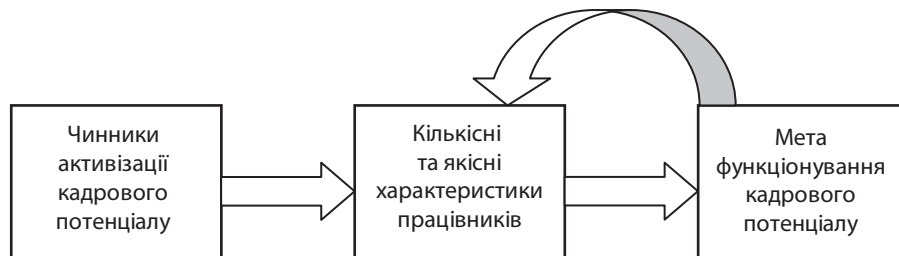 Чинники
активізації
кадрового
потенціалу
Кількісні
та якісні
характеристики
працівників
Мета
функціонування
кадрового
потенціалу